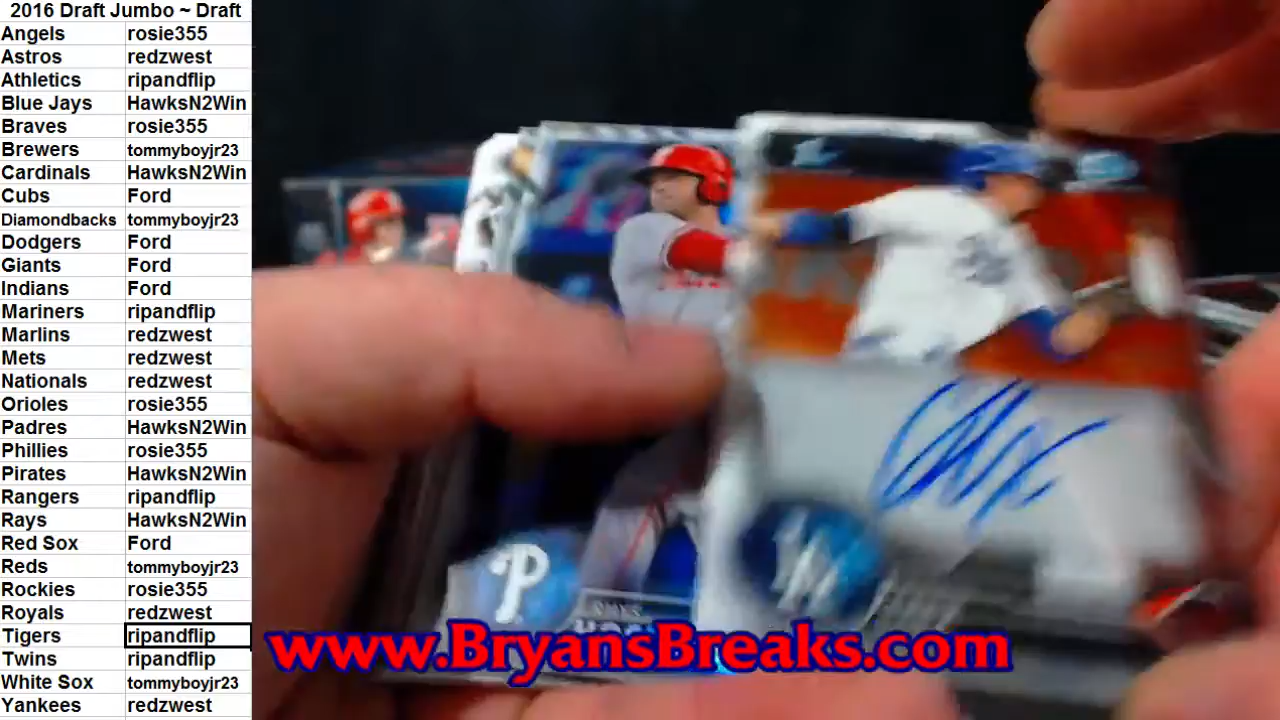 2016 Draft Jumbo ~ Draft
Angels rosie355
Astros redzwest
Athletics ripandflip
Blue Jays HawksN2Win
Braves rosie355
Brewers tommyboyjr23
Cardinals HawksN2Win
Cubs Ford
Diamondbacks tommyboyjr23
Dodgers Ford
Giants Ford
Indians Ford
Mariners ripandflip
Marlins redzwest
Mets redzwest
Nationals redzwest
Orioles rosie355
Padres HawksN2Win
Phillies rosie355
Pirates HawksN2Win
Rangers ripandflip
Rays HawksN2Win
Red Sox Ford
Reds tommyboyjr23
Rockies rosie355
Royals redzwest
Tigers ripandflip
Twins ripandflip
White Sox tommyboyjr23
Yankees redzwest
P
www.BryansBreaks.com